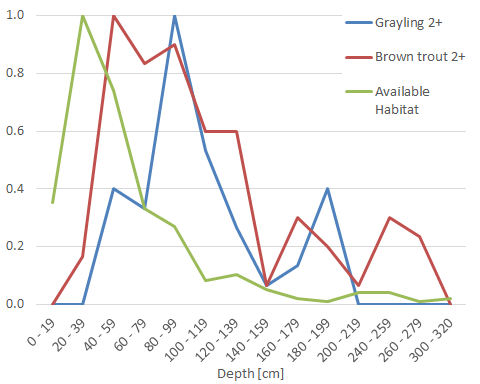 1.0
0.8
0.6
0.4
0.2
0.0
Grayling 2+
Brown trout 2+
Available
Habitat
0 - 19
20 - 39
40 - 59
60 - 79
80 - 99
100 - 119
120 - 139
140 - 159
160 - 179
180 - 199
200 - 219
240 - 259
260 - 279
300 - 320
Depth [cm]